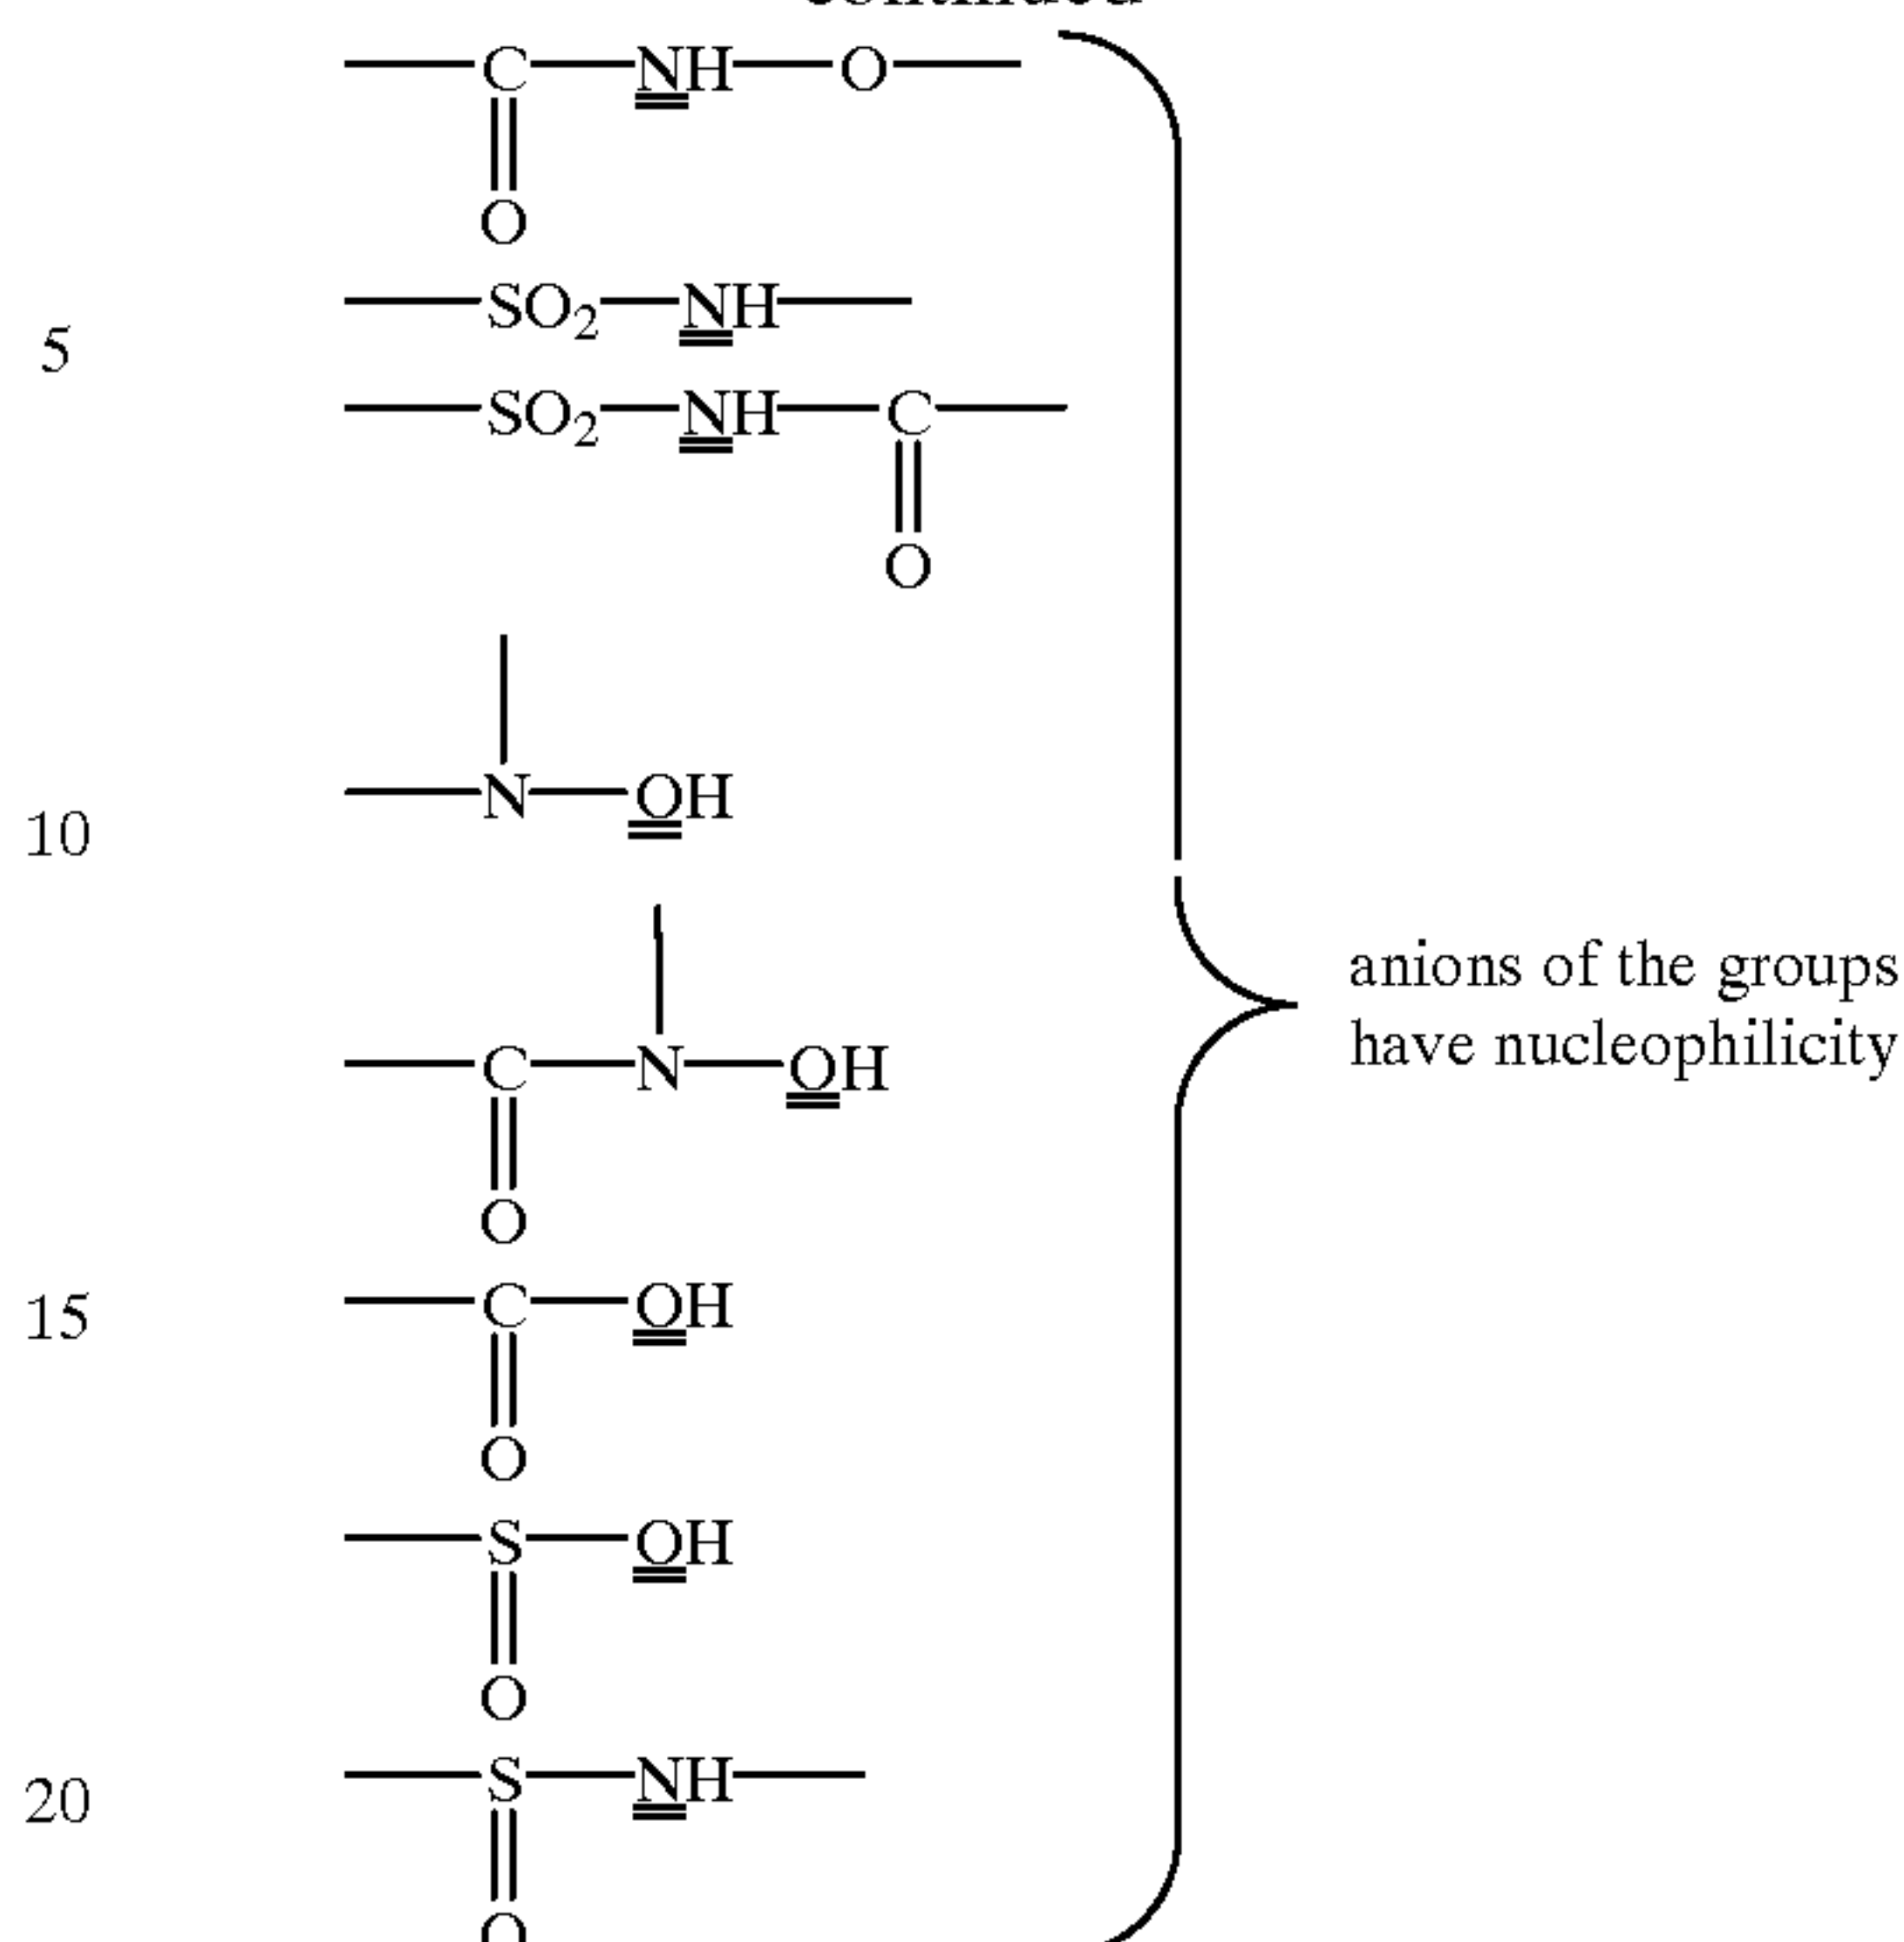 C NH O
O
SO2 NH
5
SO2 NH C
O
N OH
10
anions of the groups
have nucleophilicity
C N OH
O
C OH
15
O
S OH
O
S NH
20
O